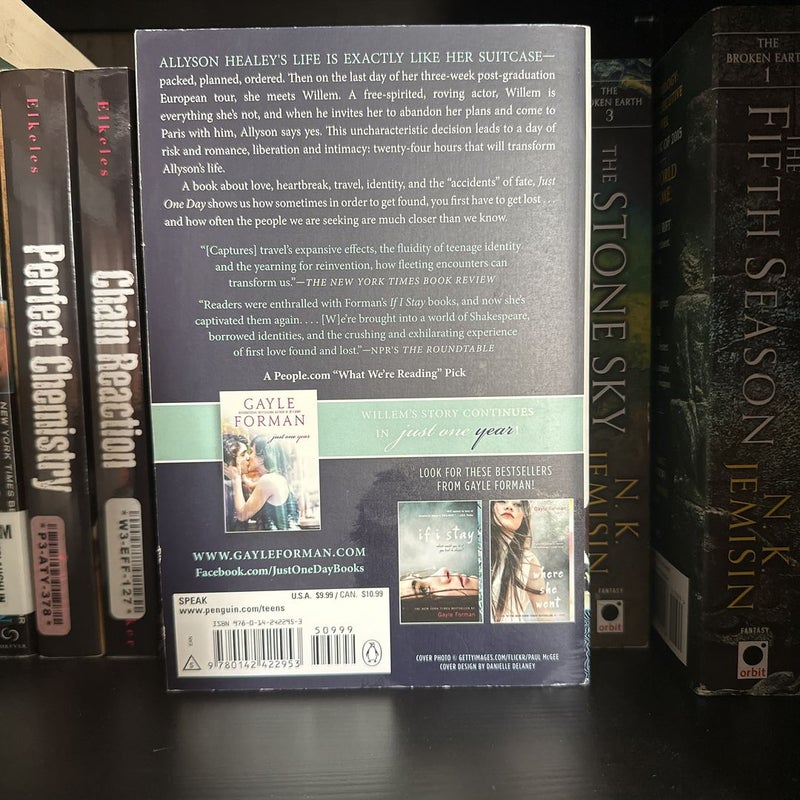 Elkeles
Perfect Chemistry
*P3-AYY-378*
Elkeles
Chain Reaction
*W3-EFF-127*
NEW YORK TIMES
ALLYSON HEALEY'S LIFE IS EXACTLY LIKE HER SUITCASE—
packed, planned, ordered. Then on the last day of her three-week post-graduation
European tour, she meets Willem. A free-spirited, roving actor, Willem is
everything she's not, and when he invites her to abandon her plans and come to
Paris with him, Allyson says yes. This uncharacteristic decision leads to a day of
risk and romance, liberation and intimacy: twenty-four hours that will transform
Allyson's life.
A book about love, heartbreak, travel, identity, and the "accidents" of fate, Just
One Day shows us how sometimes in order to get found, you first have to get lost . . .
and how often the people we are seeking are much closer than we know.
"[Captures] travel's expansive effects, the fluidity of teenage identity
and the yearning for reinvention, how fleeting encounters can
transform us."—THE NEW YORK TIMES BOOK REVIEW
"Readers were enthralled with Forman's If I Stay books, and now she's
captivated them again. . . . [W]e're brought into a world of Shakespeare,
borrowed identities, and the crushing and exhilarating experience
of first love found and lost."—NPR'S THE ROUNDTABLE
A People.com "What We're Reading" Pick
GAYLE
FORMAN
just one year
WILLEM'S STORY CONTINUES
IN just one year!
LOOK FOR THESE BESTSELLERS
FROM GAYLE FORMAN!
if i stay
Gayle Forman
Gayle Forman
where
she
went
WWW.GAYLEFORMAN.COM
Facebook.com/JustOneDayBooks
SPEAK
U.S.A. $9.99 / CAN. $10.99
www.penguin.com/teens
ISBN 978-0-14-242295-3
50999
EAN
9 780142 422953
COVER PHOTO © GETTYIMAGES.COM/FLICKR/PAUL MCGEE
COVER DESIGN BY DANIELLE DELANEY
THE
BROKEN EARTH
3
THE STONE SKY
N. K. JEMISIN
FANTASY
orbit
THE
BROKEN EARTH
1
THE FIFTH SEASON
N. K. JEMISIN
FANTASY
orbit